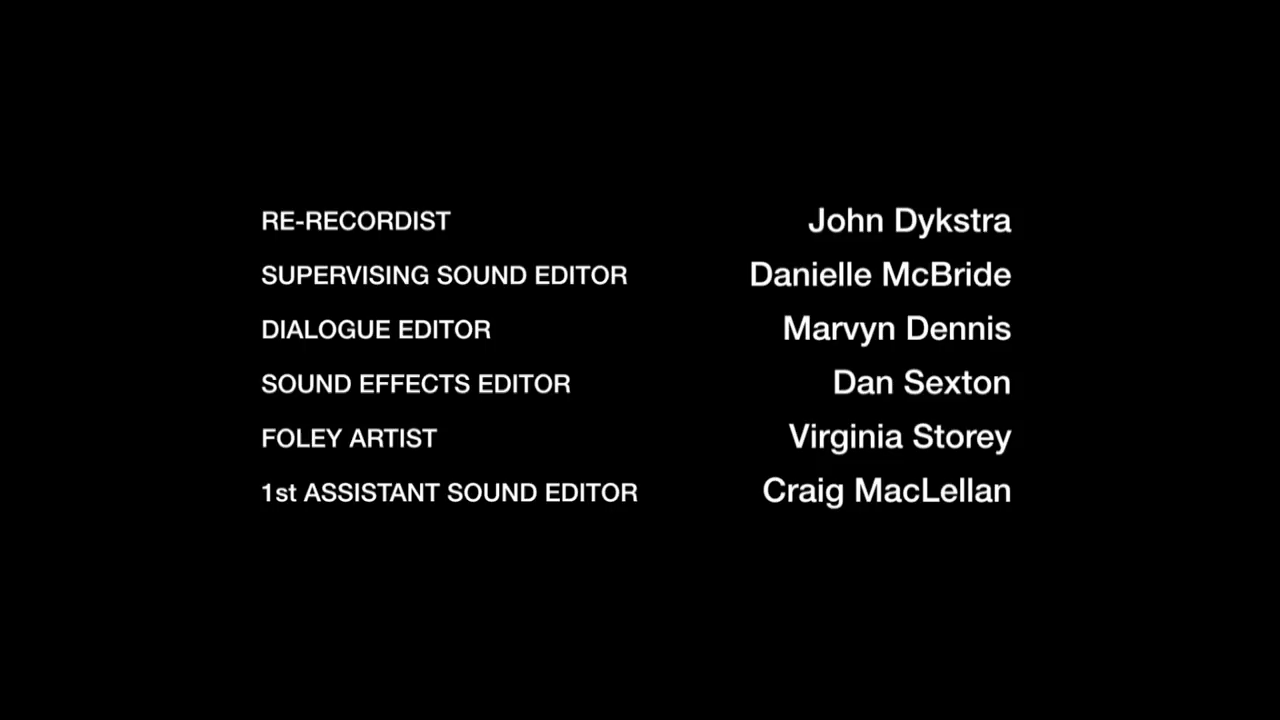 RE-RECORDIST John Dykstra
SUPERVISING SOUND EDITOR Danielle McBride
DIALOGUE EDITOR Marvyn Dennis
SOUND EFFECTS EDITOR Dan Sexton
FOLEY ARTIST Virginia Storey
1st ASSISTANT SOUND EDITOR Craig MacLellan